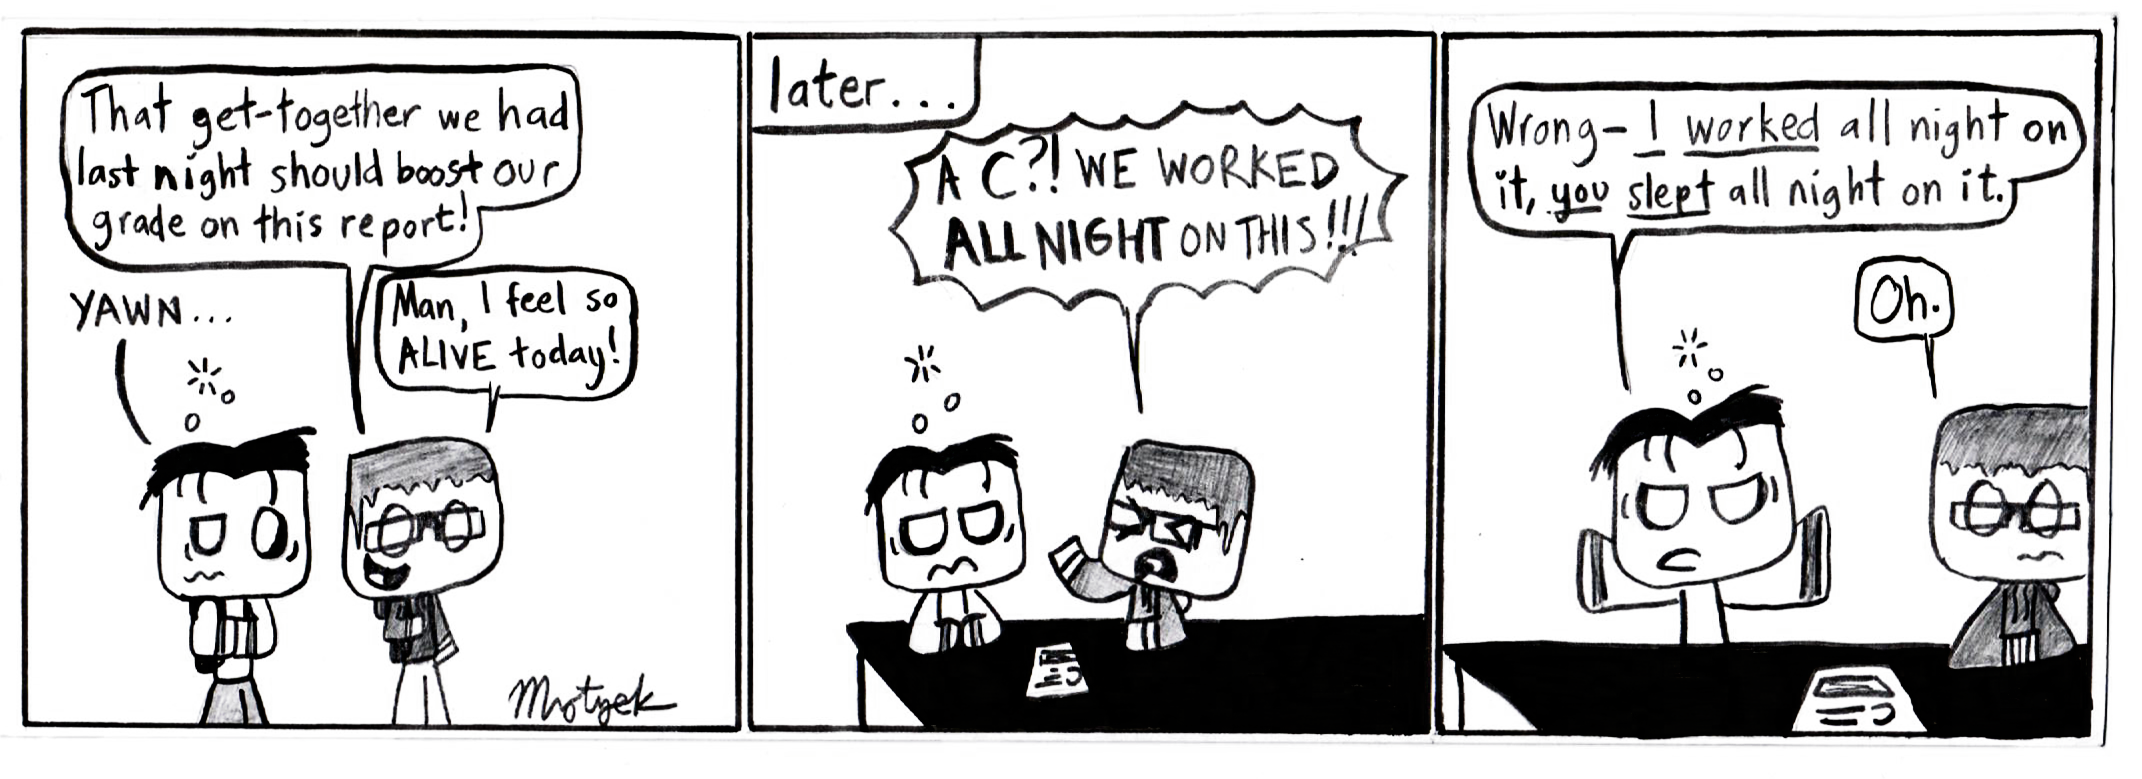 That get-together we had
last night should boost our
grade on this report!
YAWN...
Man, I feel so
ALIVE today!
later...
A C?! WE WORKED
ALL NIGHT ON THIS!!!
C
Wrong- I worked all night on
it, you slept all night on it.
Oh.
C